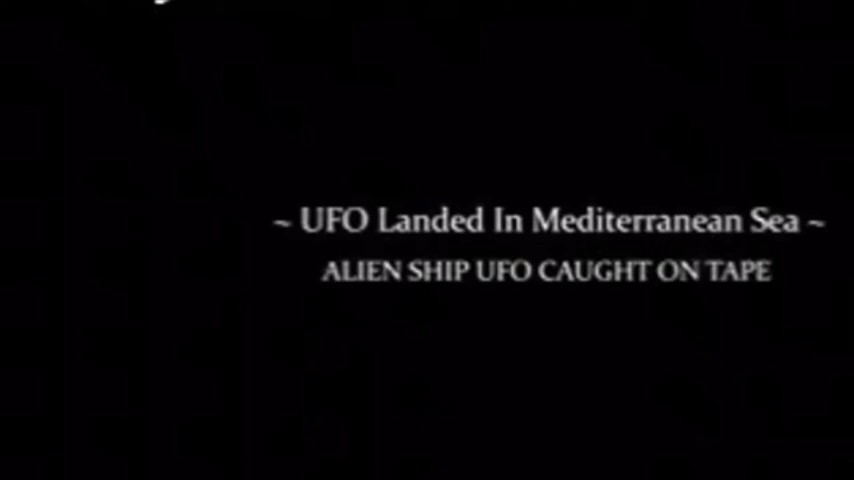 ~ UFO Landed In Mediterranean Sea ~
ALIEN SHIP UFO CAUGHT ON TAPE